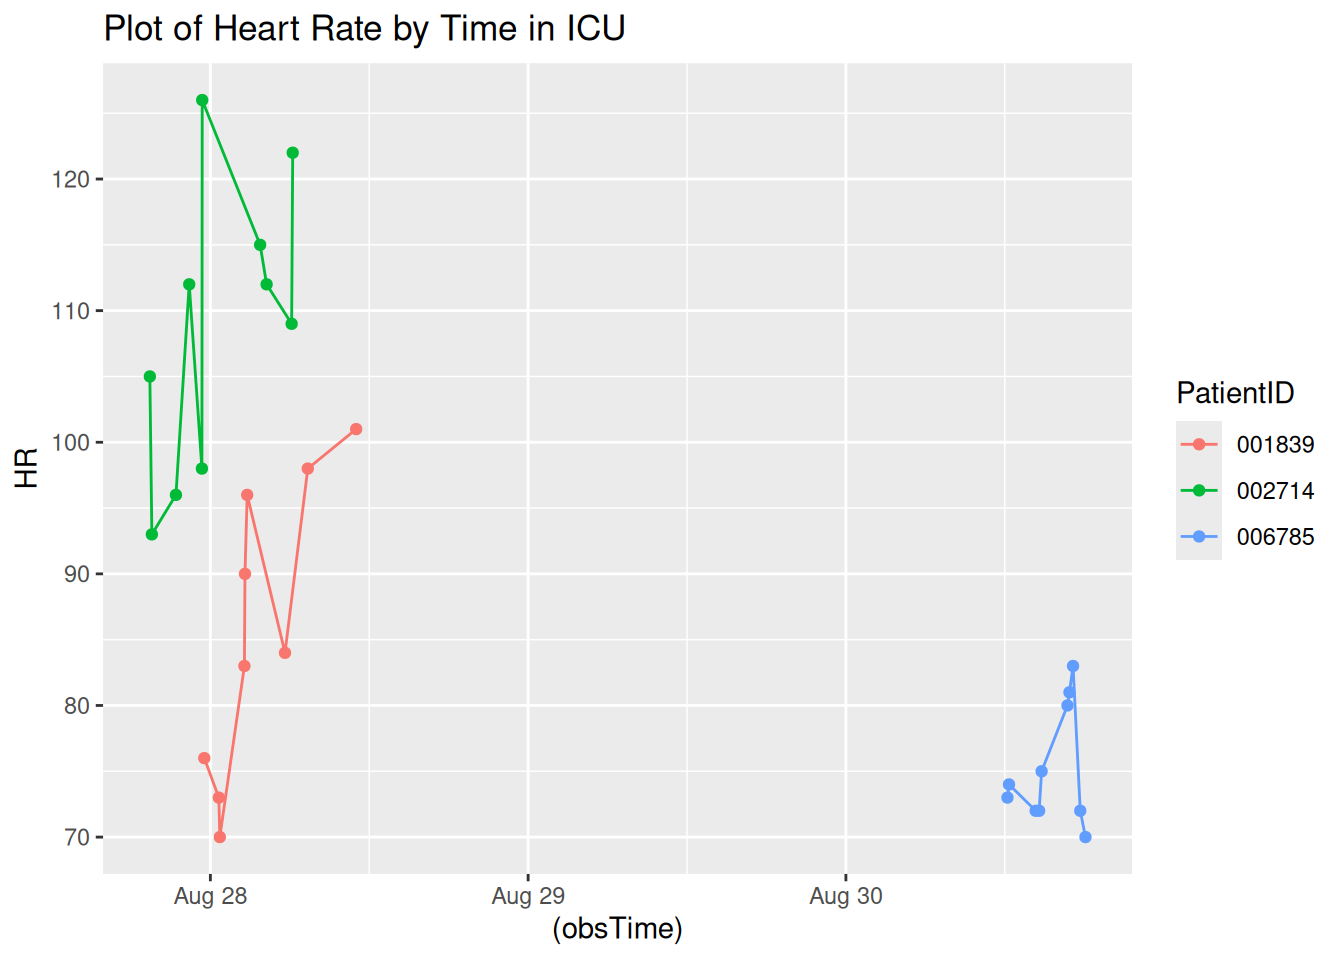 Plot of Heart Rate by Time in ICU
120
110
100
90
80
70
HR
Aug 28
Aug 29
Aug 30
(obsTime)
PatientID
001839
002714
006785